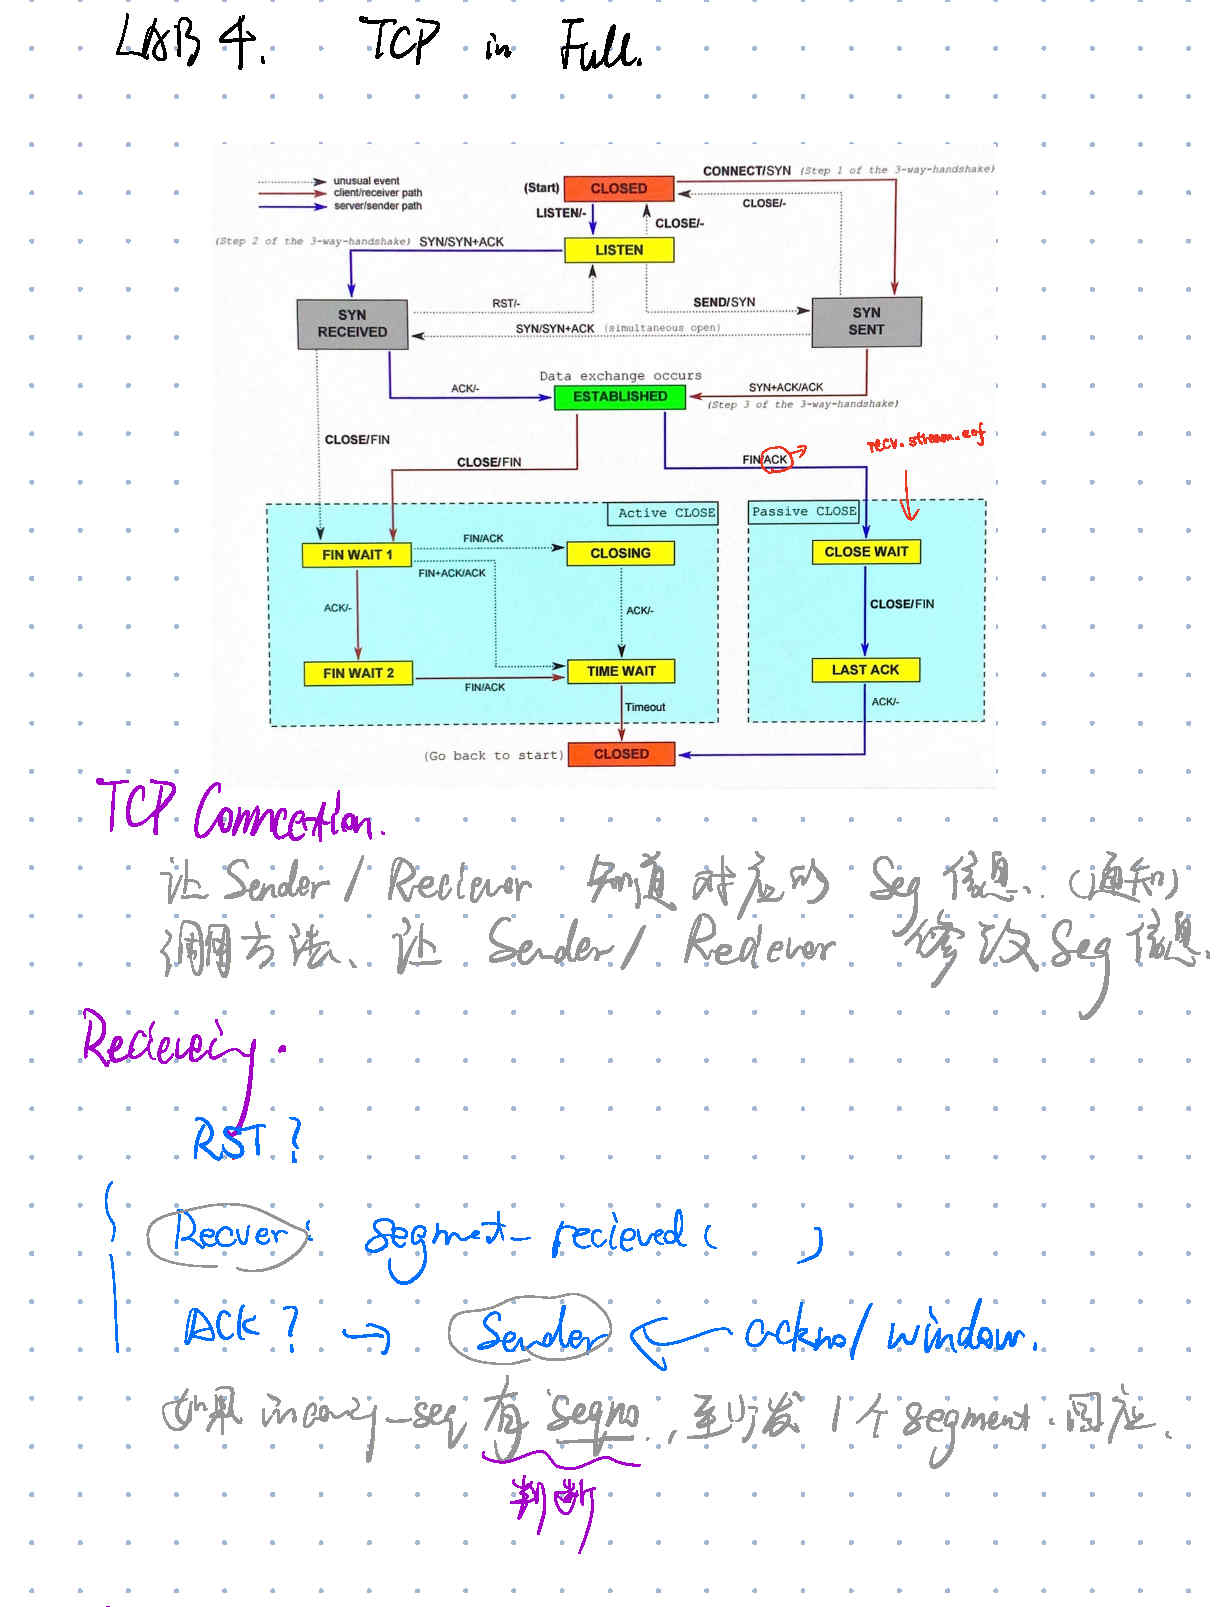 LAB 4. TCP in Full.
unusual event
client/receiver path
server/sender path
(Start)
CLOSED
CONNECT/SYN (Step 1 of the 3-way-handshake)
CLOSE/-
LISTEN/-
CLOSE/-
(Step 2 of the 3-way-handshake) SYN/SYN+ACK
LISTEN
RST/-
SEND/SYN
SYN
RECEIVED
SYN
SENT
SYN/SYN+ACK (simultaneous open)
Data exchange occurs
ACK/-
ESTABLISHED
SYN+ACK/ACK
(Step 3 of the 3-way-handshake)
CLOSE/FIN
CLOSE/FIN
FIN/ACK
recv.stream.eof
Active CLOSE
Passive CLOSE
FIN WAIT 1
FIN/ACK
CLOSING
CLOSE WAIT
FIN+ACK/ACK
ACK/-
ACK/-
CLOSE/FIN
FIN WAIT 2
FIN/ACK
TIME WAIT
LAST ACK
Timeout
ACK/-
(Go back to start)
CLOSED
TCP Conncetion.
让 Sender / Reciever 知道 对应的 Seg 信息.(通知)
调用方法、让 Sender / Reciever 修改 Seg 信息.
Recieveing.
RST?
Recver: segment_recieved( )
ACK? → Sender ← ackno/ window.
如果 incoming_seq 有 seqno, 至少发 1个 segment 回应.
判断